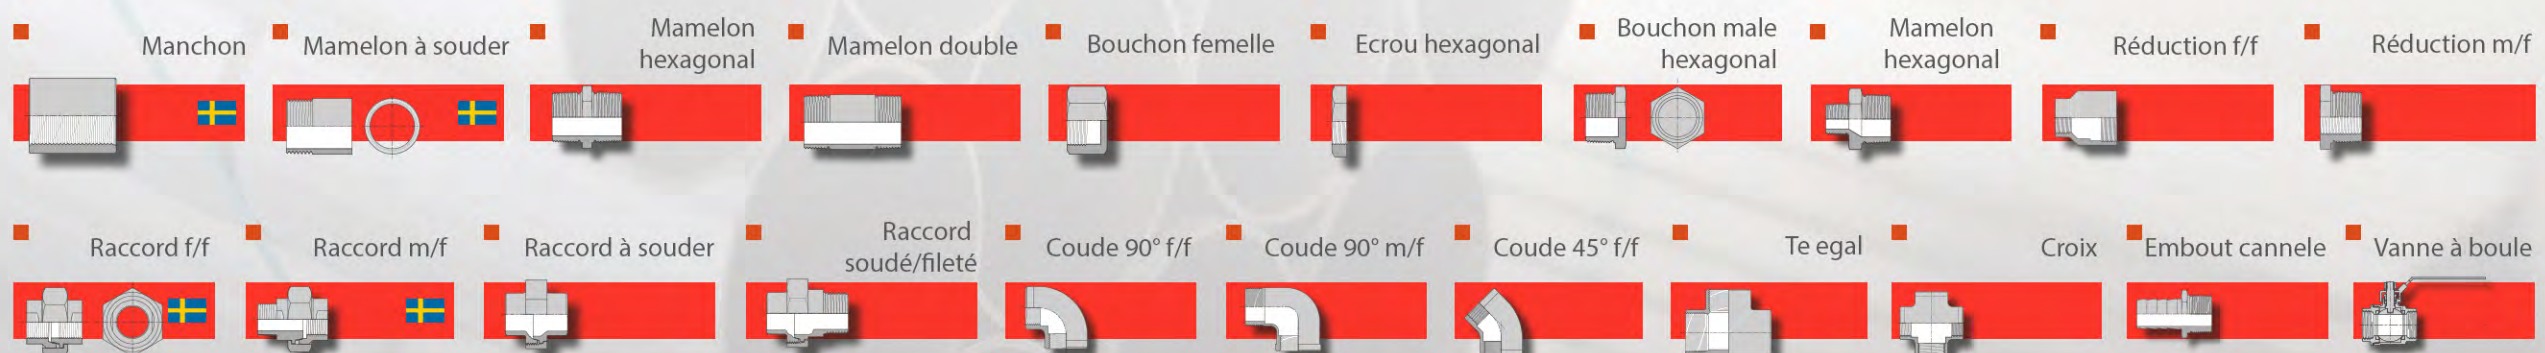 Manchon
Mamelon à souder
Mamelon
hexagonal
Mamelon double
Bouchon femelle
Ecrou hexagonal
Bouchon male
hexagonal
Mamelon
hexagonal
Réduction f/f
Réduction m/f
Raccord f/f
Raccord m/f
Raccord à souder
Raccord
soudé/fileté
Coude 90° f/f
Coude 90° m/f
Coude 45° f/f
Te egal
Croix
Embout cannele
Vanne à boule